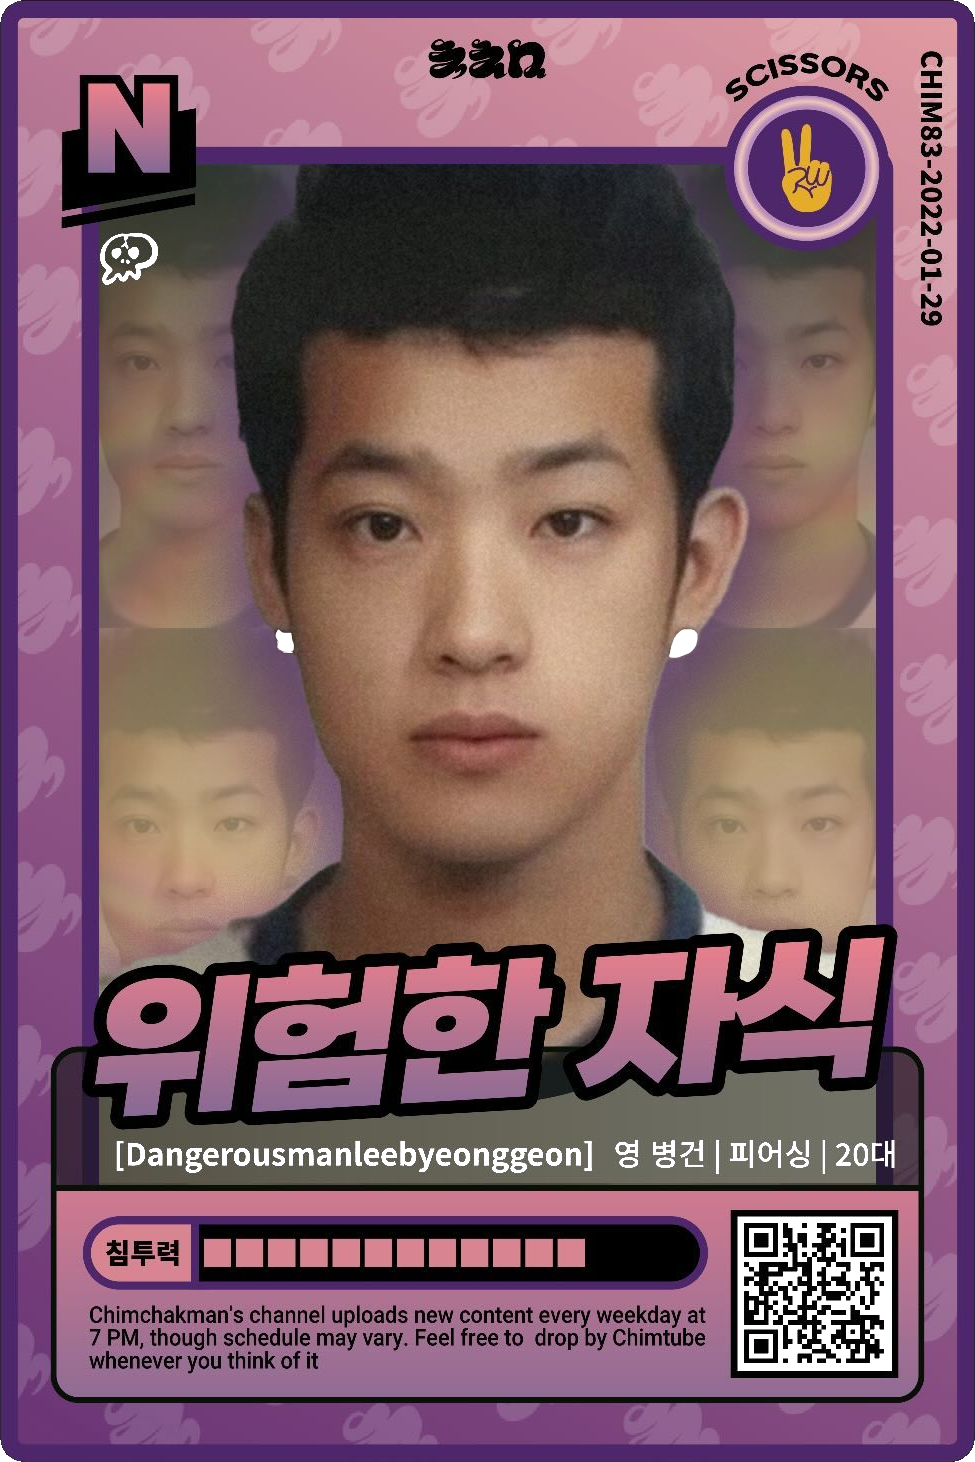 N
SCISSORS
CHIM83-2022-01-29
위험한 자식
[Dangerousmanleebyeonggeon] 영 병건 | 피어싱 | 20대
침투력
Chimchakman's channel uploads new content every weekday at
7 PM, though schedule may vary. Feel free to drop by Chimtube
whenever you think of it